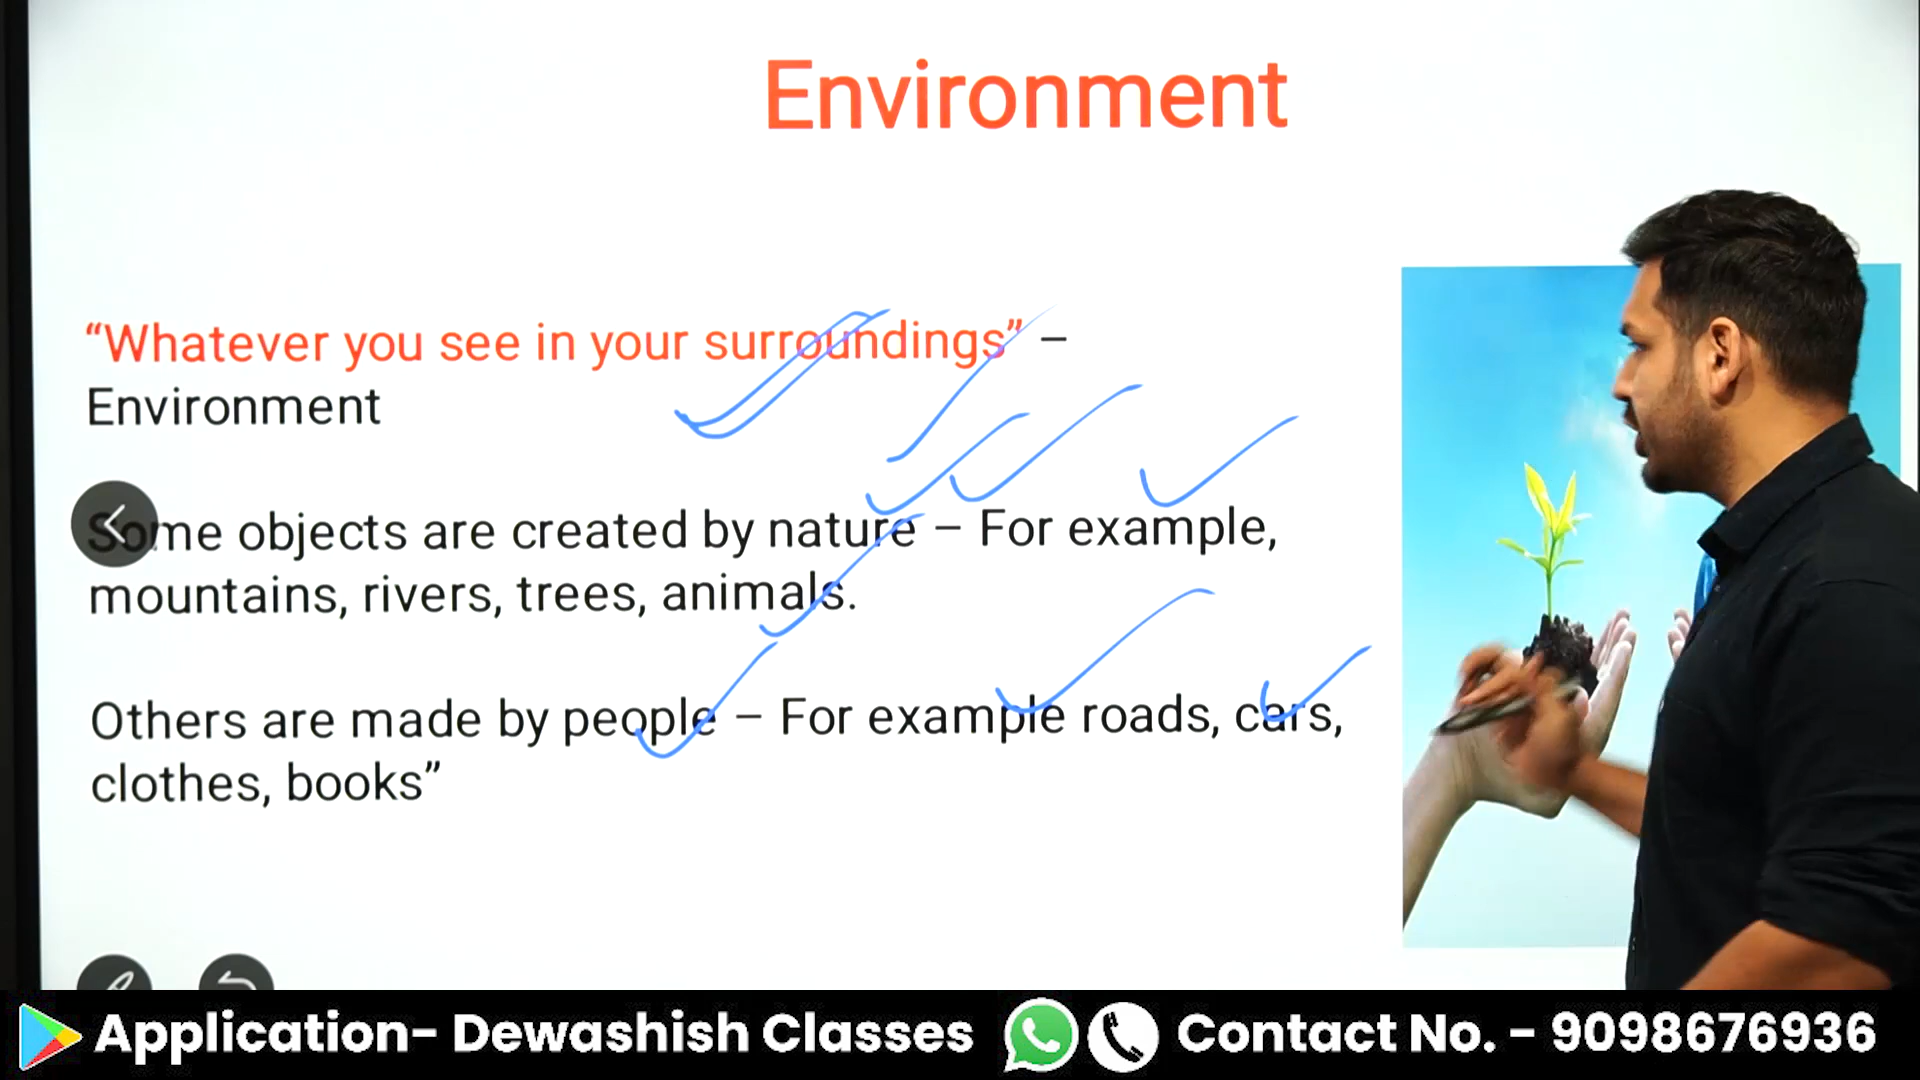 Environment
“Whatever you see in your surroundings” –
Environment
Some objects are created by nature – For example,
mountains, rivers, trees, animals.
Others are made by people – For example roads, cars,
clothes, books”
Application- Dewashish Classes Contact No. - 9098676936